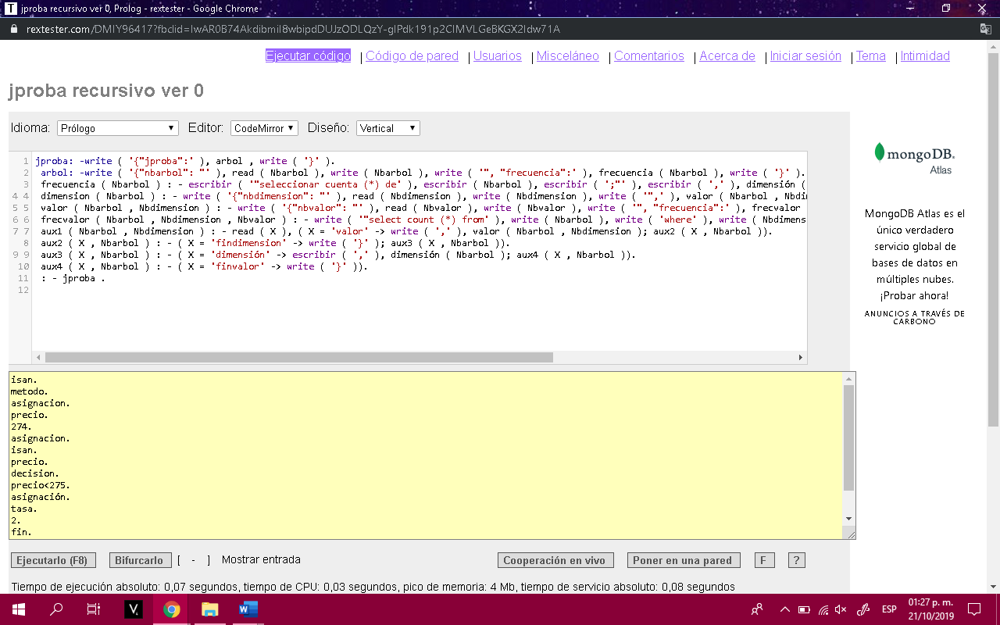 jproba recursivo ver 0, Prolog - rextester - Google Chrome
rextester.com/DMIY96417?fbclid=
Ejecutar código | Código de pared | Usuarios | Misceláneo | Comentarios | Acerca de | Iniciar sesión | Tema | Intimidad
jproba recursivo ver 0
Idioma: Prólogo Editor: CodeMirror Diseño: Vertical
1 jproba: -write ( '{"jproba":' ), arbol , write ( '}' ).
2 arbol: -write ( '{"nbarbol": "' ), read ( Nbarbol ), write ( Nbarbol ), write ( '", "frecuencia":' ), frecuencia ( Nbarbol ), write ( '}' ).
3 frecuencia ( Nbarbol ) : - escribir ( '"seleccionar cuenta (*) de' ), escribir ( Nbarbol ), escribir ( ';"' ), escribir ( ',' ), dimensión (
4 4 dimension ( Nbarbol ) : - write ( '{"nbdimension": "' ), read ( Nbdimension ), write ( Nbdimension ), write ( '",' ), valor ( Nbarbol , Nbdim
5 5 valor ( Nbarbol , Nbdimension ) : - write ( '{"nbvalor": "' ), read ( Nbvalor ), write ( Nbvalor ), write ( '", "frecuencia":' ), frecvalor
6 6 frecvalor ( Nbarbol , Nbdimension , Nbvalor ) : - write ( '"select count (*) from' ), write ( Nbarbol ), write ( 'where' ), write ( Nbdimens
7 7 aux1 ( Nbarbol , Nbdimension ) : - read ( X ), ( X = 'valor' -> write ( ',' ), valor ( Nbarbol , Nbdimension ); aux2 ( X , Nbarbol )).
8 aux2 ( X , Nbarbol ) : - ( X = 'findimension' -> write ( '}' ); aux3 ( X , Nbarbol )).
9 9 aux3 ( X , Nbarbol ) : - ( X = 'dimensión' -> escribir ( ',' ), dimensión ( Nbarbol ); aux4 ( X , Nbarbol )).
10 aux4 ( X , Nbarbol ) : - ( X = 'finvalor' -> write ( '}' )).
11 : - jproba .
12
mongoDB.
Atlas
MongoDB Atlas es el
único verdadero
servicio global de
bases de datos en
múltiples nubes.
¡Probar ahora!
ANUNCIOS A TRAVÉS DE
CARBONO
isan.
metodo.
asignacion.
precio.
274.
asignacion.
isan.
precio.
decision.
precio<275.
asignación.
tasa.
2.
fin.
Ejecutarlo (F8) Bifurcarlo [ - ] Mostrar entrada Cooperación en vivo Poner en una pared F ?
Tiempo de ejecución absoluto: 0,07 segundos, tiempo de CPU: 0,03 segundos, pico de memoria: 4 Mb, tiempo de servicio absoluto: 0,08 segundos
ESP
01:27 p. m.
21/10/2019